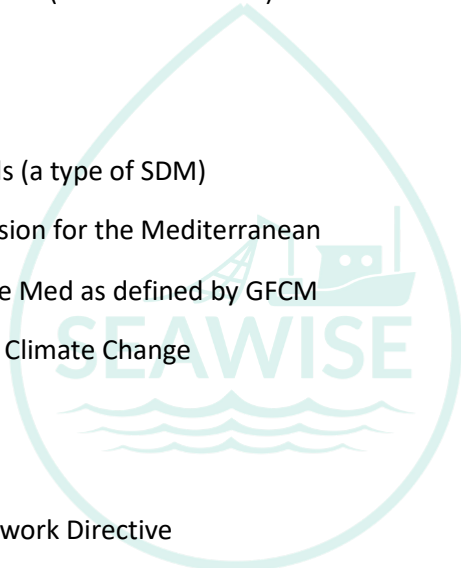 ls (a type of SDM)
sion for the Mediterranean
e Med as defined by GFCM
Climate Change
SEAWISE
work Directive